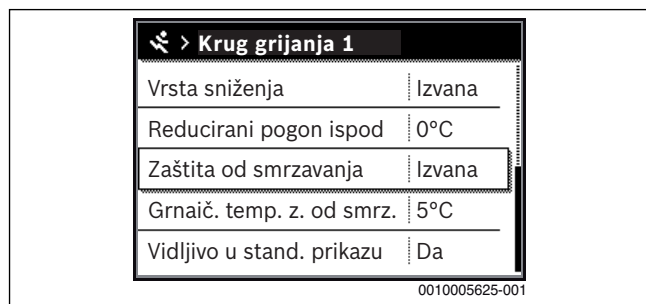 > Krug grijanja 1
Vrsta sniženja Izvana
Reducirani pogon ispod 0°C
Zaštita od smrzavanja Izvana
Grnaič. temp. z. od smrz. 5°C
Vidljivo u stand. prikazu Da
0010005625-001